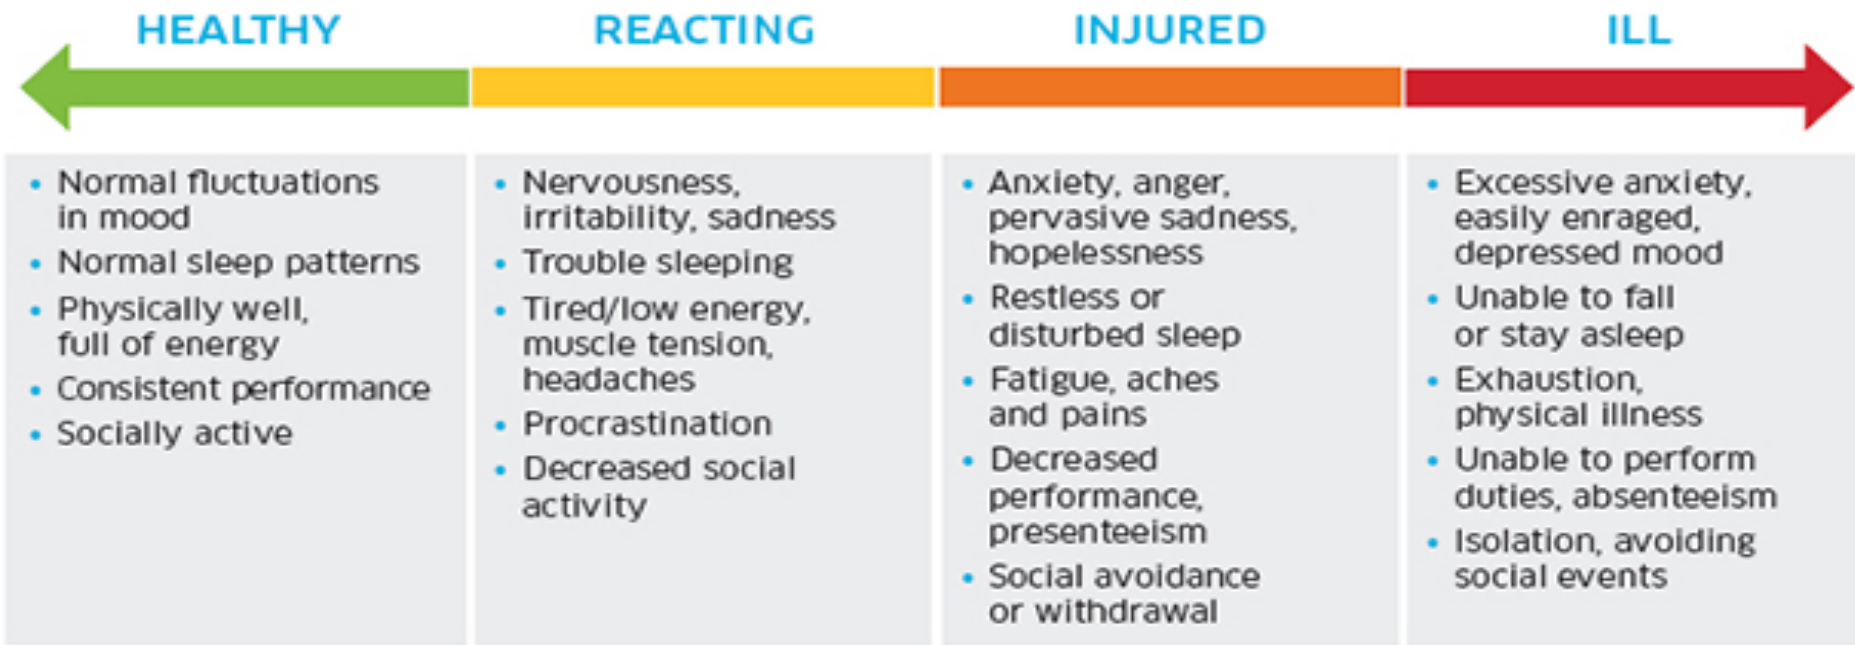 HEALTHY
REACTING
INJURED
ILL
• Normal fluctuations
in mood
• Normal sleep patterns
• Physically well,
full of energy
• Consistent performance
• Socially active
• Nervousness,
irritability, sadness
• Trouble sleeping
• Tired/low energy,
muscle tension,
headaches
• Procrastination
• Decreased social
activity
• Anxiety, anger,
pervasive sadness,
hopelessness
• Restless or
disturbed sleep
• Fatigue, aches
and pains
• Decreased
performance,
presenteeism
• Social avoidance
or withdrawal
• Excessive anxiety,
easily enraged,
depressed mood
• Unable to fall
or stay asleep
• Exhaustion,
physical illness
• Unable to perform
duties, absenteeism
• Isolation, avoiding
social events